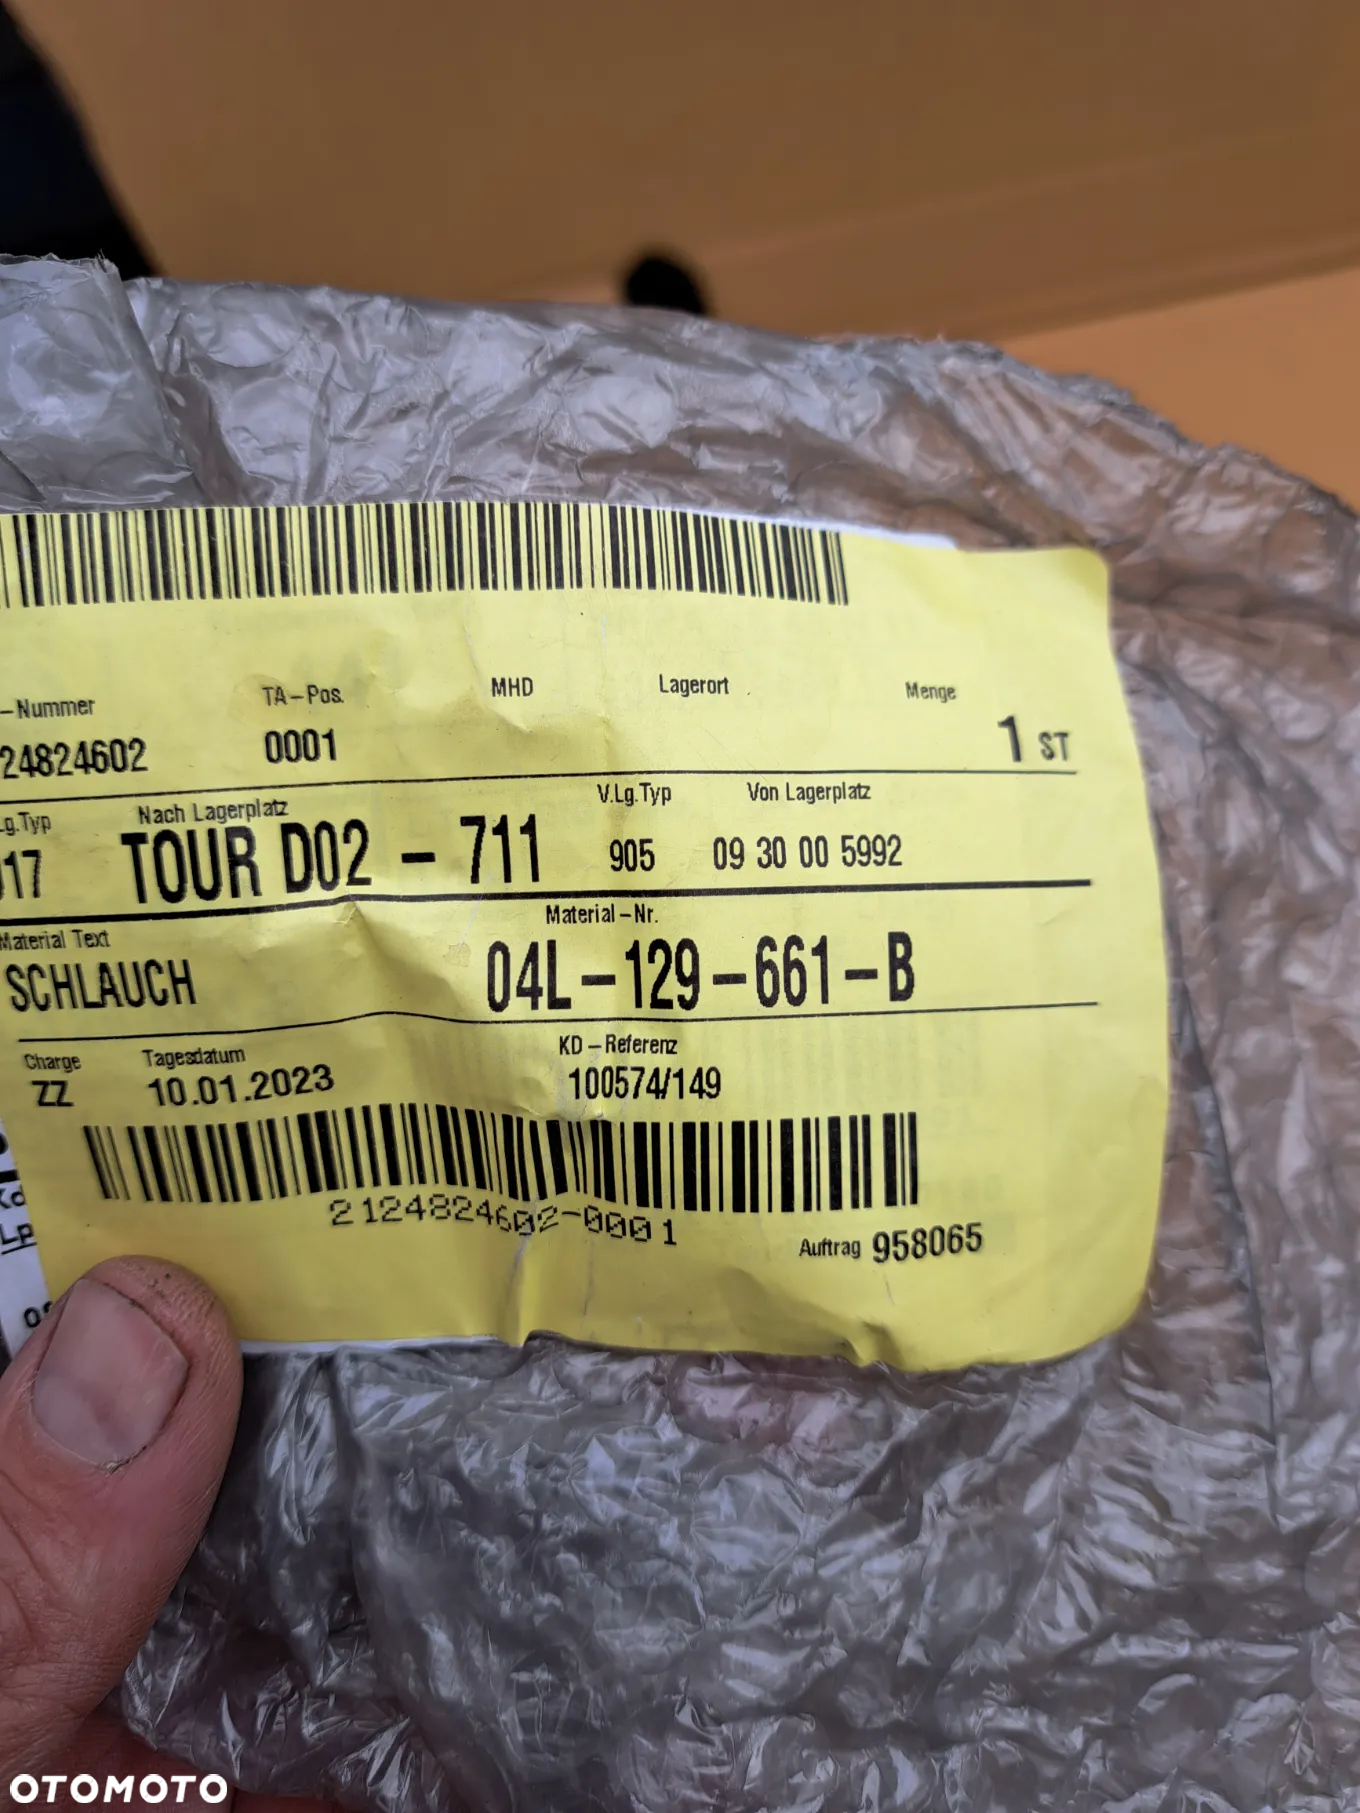 -Nummer TA-Pos. MHD Lagerort Menge
24824602 0001 1 ST
Lg.Typ Nach Lagerplatz V.Lg.Typ Von Lagerplatz
017 TOUR D02 - 711 905 09 30 00 5992
Material Text Material-Nr.
SCHLAUCH 04L-129-661-B
Charge Tagesdatum KD-Referenz
ZZ 10.01.2023 100574/149
2124824602-0001
Auftrag 958065
OTOMOTO